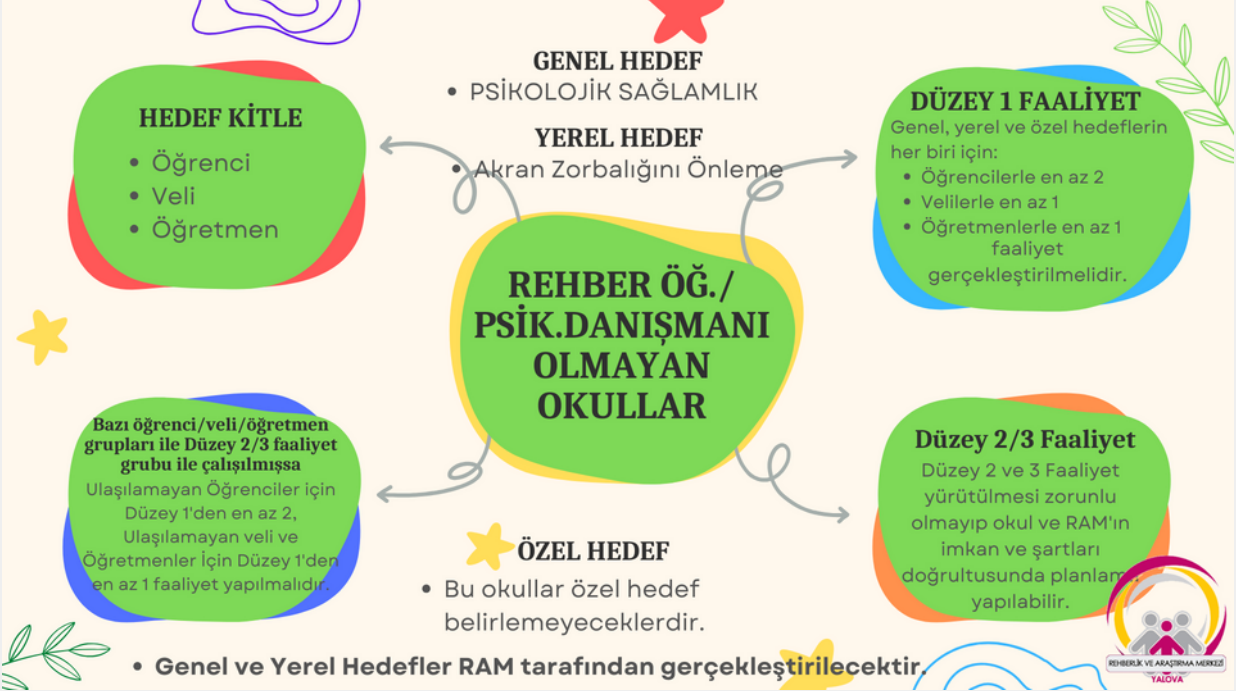 GENEL HEDEF
• PSİKOLOJİK SAĞLAMLIK
YEREL HEDEF
• Akran Zorbalığını Önleme
HEDEF KİTLE
• Öğrenci
• Veli
• Öğretmen
DÜZEY 1 FAALİYET
Genel, yerel ve özel hedeflerin
her biri için:
• Öğrencilerle en az 2
• Velilerle en az 1
• Öğretmenlerle en az 1
faaliyet
gerçekleştirilmelidir.
REHBER ÖĞ./
PSİK.DANIŞMANI
OLMAYAN
OKULLAR
Bazı öğrenci/veli/öğretmen
grupları ile Düzey 2/3 faaliyet
grubu ile çalışılmışsa
Ulaşılamayan Öğrenciler için
Düzey 1'den en az 2,
Ulaşılamayan veli ve
Öğretmenler İçin Düzey 1'den
en az 1 faaliyet yapılmalıdır.
Düzey 2/3 Faaliyet
Düzey 2 ve 3 Faaliyet
yürütülmesi zorunlu
olmayıp okul ve RAM'ın
imkan ve şartları
doğrultusunda
yapılabilir.
ÖZEL HEDEF
• Bu okullar özel hedef
belirlemeyeceklerdir.
• Genel ve Yerel Hedefler RAM tarafından gerçekleştirilecektir.
REHBERLİK VE ARAŞTIRMA MERKEZİ
YALOVA